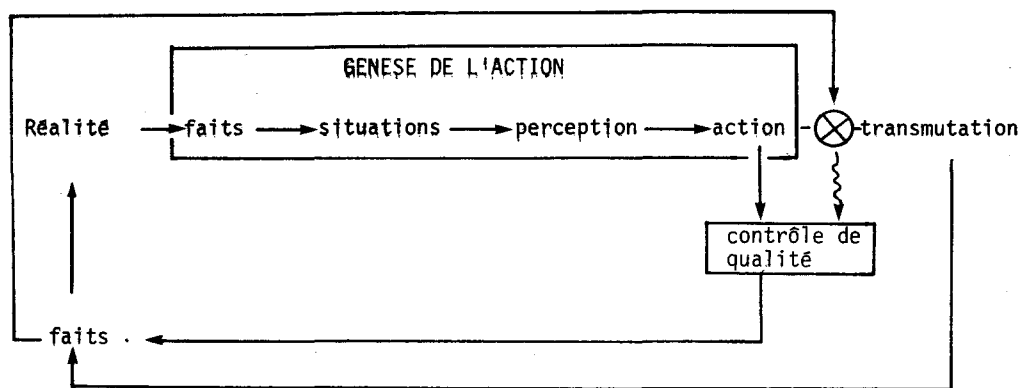 GENESE DE L'ACTION
Réalité faits situations perception action transmutation
contrôle de
qualité
faits .